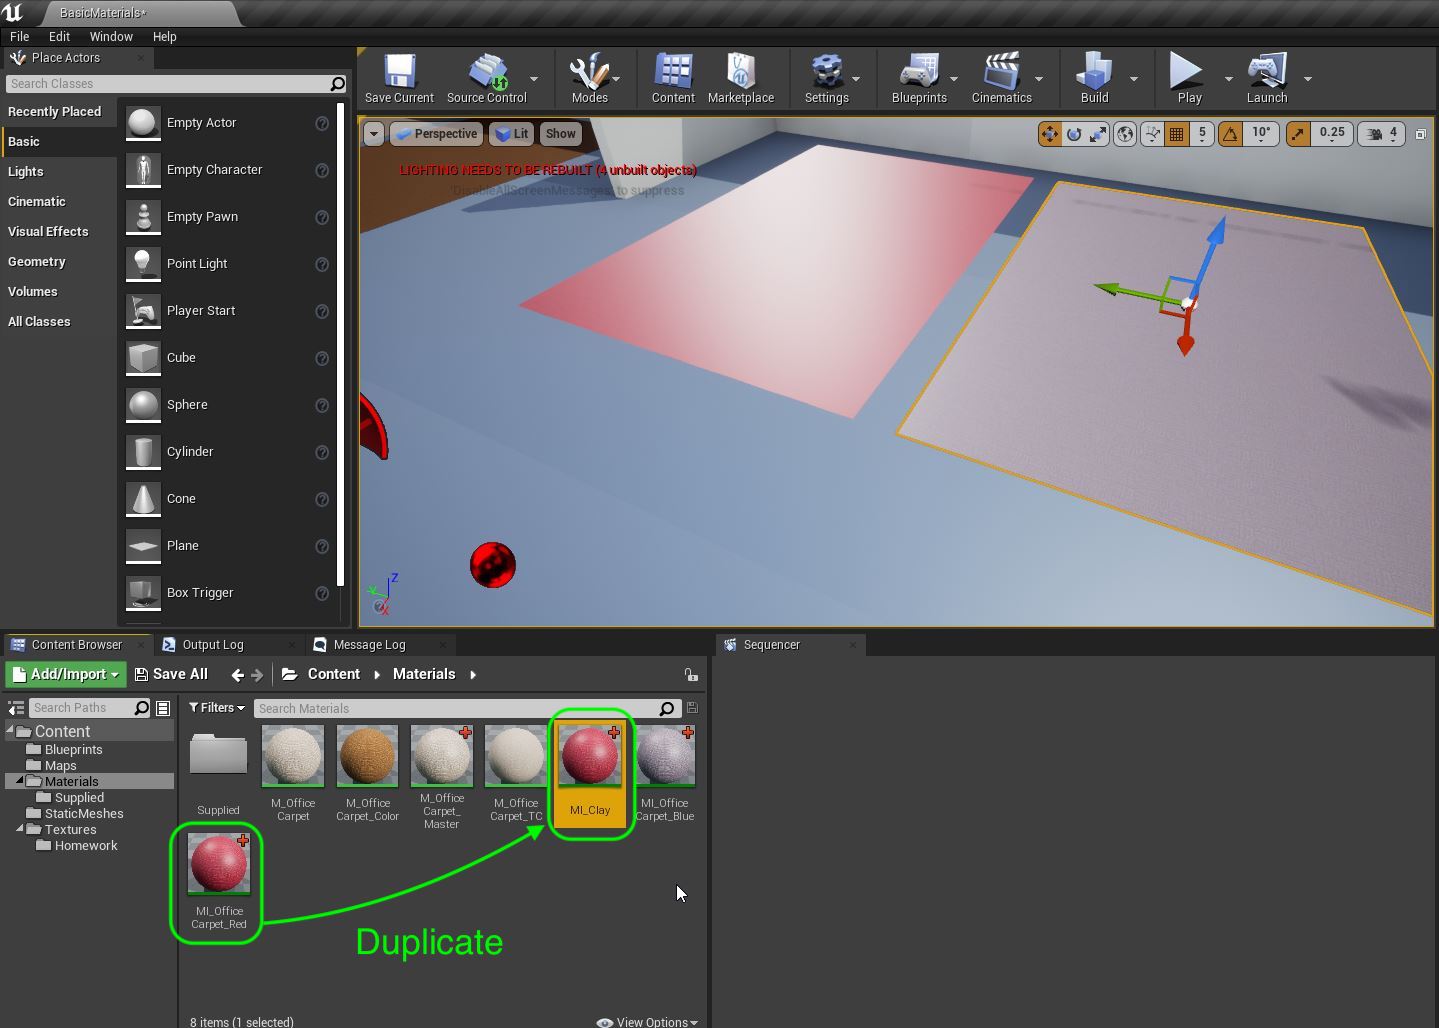 BasicMaterials*
File Edit Window Help
Place Actors
Search Classes
Recently Placed
Basic
Lights
Cinematic
Visual Effects
Geometry
Volumes
All Classes
Empty Actor
Empty Character
Empty Pawn
Point Light
Player Start
Cube
Sphere
Cylinder
Cone
Plane
Box Trigger
Save Current
Source Control
Modes
Content
Marketplace
Settings
Blueprints
Cinematics
Build
Play
Launch
Perspective
Lit
Show
5
10°
0.25
4
LIGHTING NEEDS TO BE REBUILT (4 unbuilt objects)
'DisableAllScreenMessages' to suppress
Z
Y
X
Content Browser
Output Log
Message Log
Sequencer
Add/Import
Save All
Content
Materials
Search Paths
Filters
Search Materials
Content
Blueprints
Maps
Materials
Supplied
StaticMeshes
Textures
Homework
Supplied
M_Office
Carpet
M_Office
Carpet_Color
M_Office
Carpet_
Master
M_Office
Carpet_TC
MI_Clay
MI_Office
Carpet_Blue
MI_Office
Carpet_Red
Duplicate
8 items (1 selected)
View Options